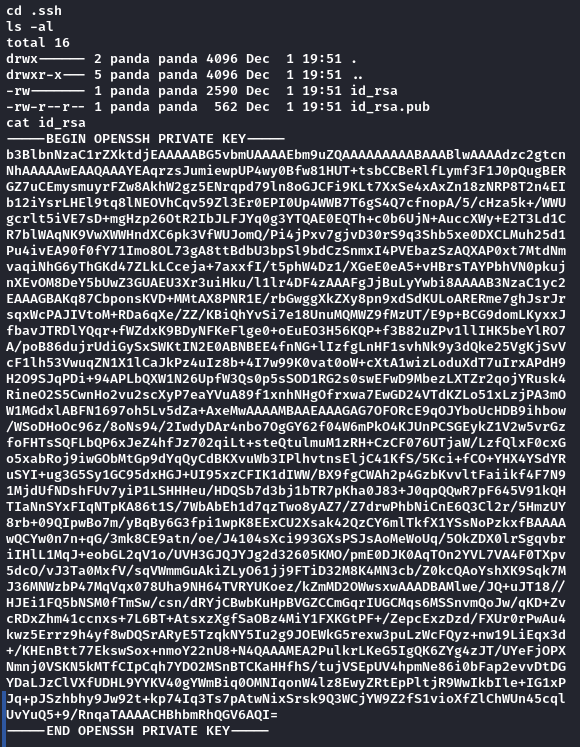 cd .ssh
ls -al
total 16
drwx------ 2 panda panda 4096 Dec  1 19:51 .
drwxr-x--- 5 panda panda 4096 Dec  1 19:51 ..
-rw------- 1 panda panda 2590 Dec  1 19:51 id_rsa
-rw-r--r-- 1 panda panda  562 Dec  1 19:51 id_rsa.pub
cat id_rsa
-----BEGIN OPENSSH PRIVATE KEY-----
b3BlbnNzaC1rZXktdjEAAAAABG5vbmUAAAAEbm9uZQAAAAAAAAABAAABlwAAAAdzc2gtcn
NhAAAAAwEAAQAAAYEAqrzsJumiewpUP4wy0Bfw81HUT+tsbCCBeRlfLymf3F1J0pQugBER
GZ7uCEmysmuyrFZw8AkhW2gz5ENrqpd79ln8oGJCFi9KLt7XxSe4xAxZn18zNRP8T2n4EI
b12iYsrLHEl9tq8lNEOVhCqv59Zl3Er0EPI0Up4WWB7T6gS4Q7cfnopA/5/cHza5k+/WWU
gcrlt5iVE7sD+mgHzp26OtR2IbJLFJYq0g3YTQAE0EQTh+c0b6UjN+AuccXWy+E2T3Ld1C
R7blWAqNK9VwXWWHndXC6pk3VfWUJomQ/Pi4jPxv7gjvD30rS9q3Shb5xe0DXCLMuh25d1
Pu4ivEA90f0fY71Imo8OL73gA8ttBdbU3bpSl9bdCzSnmxI4PVEbazSzAQXAP0xt7MtdNm
vaqiNhG6yThGKd47ZLkLCceja+7axxfI/t5phW4Dz1/XGeE0eA5+vHBrsTAYPbhVN0pkuj
nXEvOM8DeY5bUwZ3GUAEU3Xr3uiHku/l1lr4DF4zAAAFgJjBuLyYwbi8AAAAB3NzaC1yc2
EAAAGBAKq87CbponsKVD+MMtAX8PNR1E/rbGwggXkZXy8pn9xdSdKULoARERme7ghJsrJr
sqxWcPAJIVtoM+RDa6qXe/ZZ/KBiQhYvSi7e18UnuMQMWZ9fMzUT/E9p+BCG9domLKyxxJ
fbavJTRDlYQqr+fWZdxK9BDyNFKeFlge0+oEuEO3H56KQP+f3B82uZPv1llIHK5beYlRO7
A/poB86dujrUdiGySxSWKtIN2E0ABNBEE4fnNG+lIzfgLnHF1svhNk9y3dQke25VgKjSvV
cF1lh53VwuqZN1X1lCaJkPz4uIz8b+4I7w99K0vat0oW+cXtA1wizLoduXdT7uIrxAPdH9
H2O9SJqPDi+94APLbQXW1N26UpfW3Qs0p5sSOD1RG2s0swEFwD9MbezLXTZr2qojYRusk4
RineO2S5CwnHo2vu2scXyP7eaYVuA89f1xnhNHgOfrxwa7EwGD24VTdKZLo51xLzjPA3mO
W1MGdxlABFN1697oh5Lv5dZa+AxeMwAAAAMBAAEAAAGAG7OFORcE9qOJYboUcHDB9ihbow
/WSoDHoOc96z/8oNs94/2IwdyDAr4nbo7OgGY62f04W6mPkO4KJUnPCSGEykZ1V2w5vrGz
foFHTsSQFLbQP6xJeZ4hfJz702qiLt+steQtulmuM1zRH+CzCF076UTjaW/LzfQlxF0cxG
o5xabRoj9iwGObMtGp9dYqQyCdBKXvuWb3IPlhvtnsEljC41KfS/5Kci+fCO+YHX4YSdYR
uSYI+ug3G5Sy1GC95dxHGJ+UI95xzCFIK1dIWW/BX9fgCWAh2p4GzbKvvltFaiikf4F7N9
1MjdUfNDshFUv7yiP1LSHHHeu/HDQSb7d3bj1bTR7pKha0J83+J0qpQQwR7pF645V91kQH
TIaNnSYxFIqNTpKA86t1S/7WbAbEh1d7qzTwo8yAZ7/Z7drwPhbNiCnE6Q3Cl2r/5HmzUY
8rb+09QIpwBo7m/yBqBy6G3fpi1wpK8EExCU2Xsak42QzCY6mlTkfX1YSsNoPzkxfBAAAA
wQCYw0n7n+qG/3mk8CE9atn/oe/J4104sXci993GXsPSJsAoMeWoUq/5OkZDX0lrSgqvbr
iIHlL1MqJ+eobGL2qV1o/UVH3GJQJYJg2d32605KMO/pmE0DJK0AqTOn2YVL7VA4F0TXpv
5dcO/vJ3Ta0MxfV/sqVWmmGuAkiZLyO61jj9FTiD32M8K4MN3cb/Z0kcQAoYshXK9Sqk7M
J36MNWzbP47MqVqx078Uha9NH64TVRYUKoez/kZmMD2OWwsxwAAADBAMlwe/JQ+uJT18//
HJEi1FQ5bNSM0fTmSw/csn/dRYjCBwbKuHpBVGZCCmGqrIUGCMqs6MSSnvmQoJw/qKD+Zv
cRDxZhm41ccnxs+7L6BT+AtsxzXgfSaOBz4MiY1FXKGtPF+/ZepcExzDzd/FXUr0rPwAu4
kwz5Errz9h4yf8wDQSrARyE5TzqkNY5Iu2g9JOEWkG5rexw3puLzWcFQyz+nw19LiEqx3d
+/KHEnBtt77EkswSox+nmoY22nU8+N4QAAAMEA2PulkrLKeG5IgQK6ZYg4zJT/UYeFjOPX
Nmnj0VSKN5kMTfCIpCqh7YDO2MSnBTCKaHHfhS/tujVSEpUV4hpmNe86i0bFap2evvDtDG
YDaLJzClVXfUDHL9YYKV40gYWmBiq0OMNIqonW4lz8EwyZRtEpPltjR9WwIkbIle+IG1xP
Jq+pJSzhbhy9Jw92t+kp74Iq3Ts7pAtwNixSrsk9Q3WCjYW9Z2fS1vioXfZlChWUn45cql
UvYuQ5+9/RnqaTAAAACHBhbmRhQGV6AQI=
-----END OPENSSH PRIVATE KEY-----